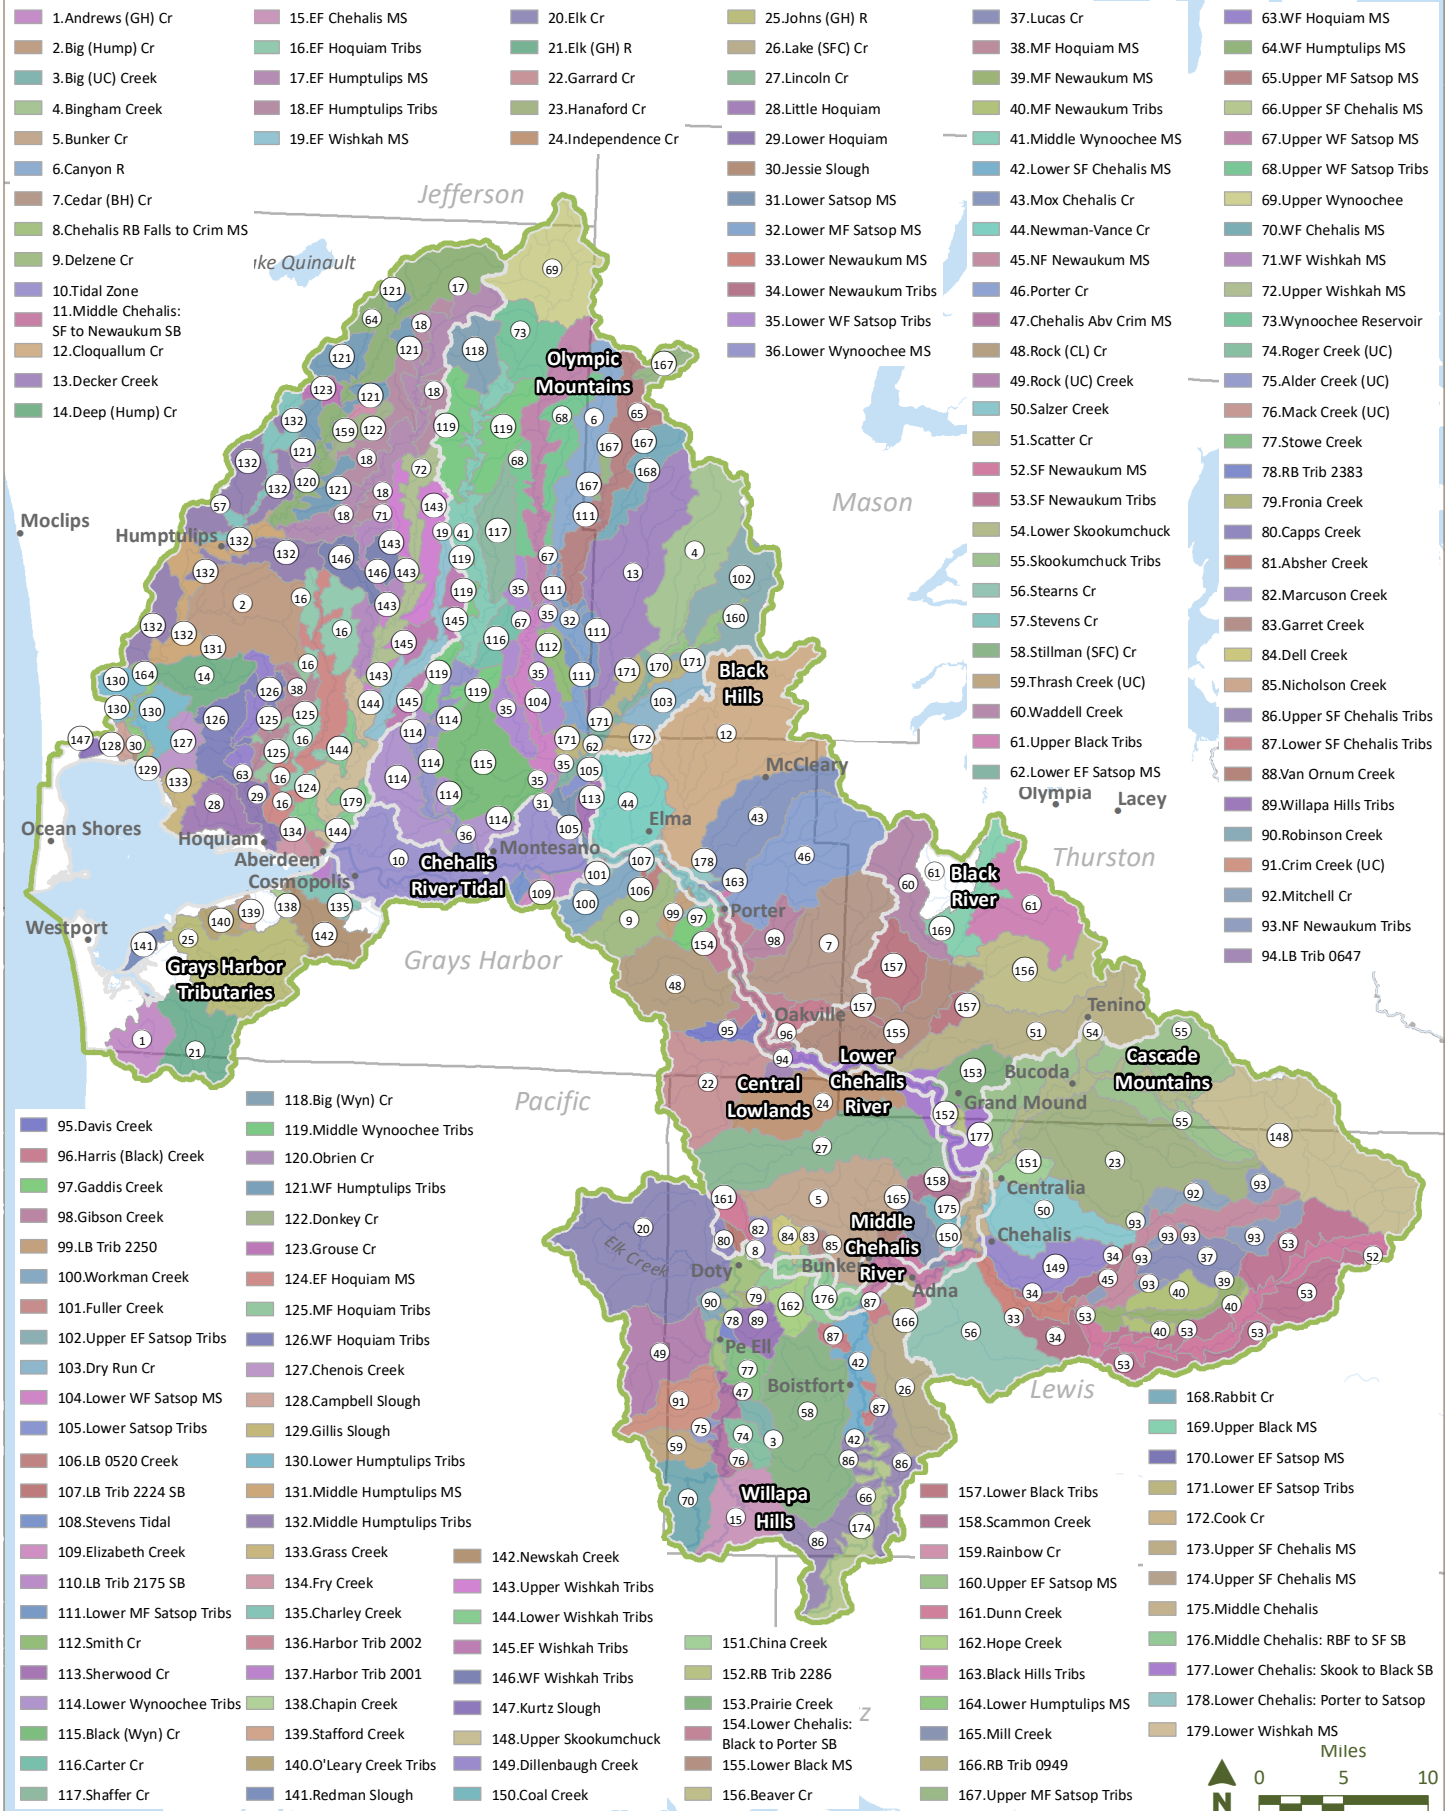 1.Andrews (GH) Cr
2.Big (Hump) Cr
3.Big (UC) Creek
4.Bingham Creek
5.Bunker Cr
6.Canyon R
7.Cedar (BH) Cr
8.Chehalis RB Falls to Crim MS
9.Delzene Cr
10.Tidal Zone
11.Middle Chehalis:
SF to Newaukum SB
12.Cloquallum Cr
13.Decker Creek
14.Deep (Hump) Cr
15.EF Chehalis MS
16.EF Hoquiam Tribs
17.EF Humptulips MS
18.EF Humptulips Tribs
19.EF Wishkah MS
20.Elk Cr
21.Elk (GH) R
22.Garrard Cr
23.Hanaford Cr
24.Independence Cr
25.Johns (GH) R
26.Lake (SFC) Cr
27.Lincoln Cr
28.Little Hoquiam
29.Lower Hoquiam
30.Jessie Slough
31.Lower Satsop MS
32.Lower MF Satsop MS
33.Lower Newaukum MS
34.Lower Newaukum Tribs
35.Lower WF Satsop Tribs
36.Lower Wynoochee MS
37.Lucas Cr
38.MF Hoquiam MS
39.MF Newaukum MS
40.MF Newaukum Tribs
41.Middle Wynoochee MS
42.Lower SF Chehalis MS
43.Mox Chehalis Cr
44.Newman-Vance Cr
45.NF Newaukum MS
46.Porter Cr
47.Chehalis Abv Crim MS
48.Rock (CL) Cr
49.Rock (UC) Creek
50.Salzer Creek
51.Scatter Cr
52.SF Newaukum MS
53.SF Newaukum Tribs
54.Lower Skookumchuck
55.Skookumchuck Tribs
56.Stearns Cr
57.Stevens Cr
58.Stillman (SFC) Cr
59.Thrash Creek (UC)
60.Waddell Creek
61.Upper Black Tribs
62.Lower EF Satsop MS
63.WF Hoquiam MS
64.WF Humptulips MS
65.Upper MF Satsop MS
66.Upper SF Chehalis MS
67.Upper WF Satsop MS
68.Upper WF Satsop Tribs
69.Upper Wynoochee
70.WF Chehalis MS
71.WF Wishkah MS
72.Upper Wishkah MS
73.Wynoochee Reservoir
74.Roger Creek (UC)
75.Alder Creek (UC)
76.Mack Creek (UC)
77.Stowe Creek
78.RB Trib 2383
79.Fronia Creek
80.Capps Creek
81.Absher Creek
82.Marcuson Creek
83.Garret Creek
84.Dell Creek
85.Nicholson Creek
86.Upper SF Chehalis Tribs
87.Lower SF Chehalis Tribs
88.Van Ornum Creek
89.Willapa Hills Tribs
90.Robinson Creek
91.Crim Creek (UC)
92.Mitchell Cr
93.NF Newaukum Tribs
94.LB Trib 0647
Jefferson
ake Quinault
Olympic
Mountains
Mason
Moclips
Humptulips
Black
Hills
McCleary
Olympia
Lacey
Ocean Shores
Elma
Hoquiam
Aberdeen
Montesano
Cosmopolis
Chehalis
River Tidal
Thurston
Black
River
Westport
Porter
Grays Harbor
Grays Harbor
Tributaries
Oakville
Tenino
Lower
Chehalis
River
Cascade
Mountains
Central
Lowlands
Bucoda
Grand Mound
Pacific
Centralia
Chehalis
Elk Creek
Doty
Middle
Chehalis
River
Bunker
Adna
Pe Ell
Boistfort
Lewis
Willapa
Hills
95.Davis Creek
96.Harris (Black) Creek
97.Gaddis Creek
98.Gibson Creek
99.LB Trib 2250
100.Workman Creek
101.Fuller Creek
102.Upper EF Satsop Tribs
103.Dry Run Cr
104.Lower WF Satsop MS
105.Lower Satsop Tribs
106.LB 0520 Creek
107.LB Trib 2224 SB
108.Stevens Tidal
109.Elizabeth Creek
110.LB Trib 2175 SB
111.Lower MF Satsop Tribs
112.Smith Cr
113.Sherwood Cr
114.Lower Wynoochee Tribs
115.Black (Wyn) Cr
116.Carter Cr
117.Shaffer Cr
118.Big (Wyn) Cr
119.Middle Wynoochee Tribs
120.Obrien Cr
121.WF Humptulips Tribs
122.Donkey Cr
123.Grouse Cr
124.EF Hoquiam MS
125.MF Hoquiam Tribs
126.WF Hoquiam Tribs
127.Chenois Creek
128.Campbell Slough
129.Gillis Slough
130.Lower Humptulips Tribs
131.Middle Humptulips MS
132.Middle Humptulips Tribs
133.Grass Creek
134.Fry Creek
135.Charley Creek
136.Harbor Trib 2002
137.Harbor Trib 2001
138.Chapin Creek
139.Stafford Creek
140.O'Leary Creek Tribs
141.Redman Slough
142.Newskah Creek
143.Upper Wishkah Tribs
144.Lower Wishkah Tribs
145.EF Wishkah Tribs
146.WF Wishkah Tribs
147.Kurtz Slough
148.Upper Skookumchuck
149.Dillenbaugh Creek
150.Coal Creek
151.China Creek
152.RB Trib 2286
153.Prairie Creek
154.Lower Chehalis:
Black to Porter SB
155.Lower Black MS
156.Beaver Cr
z
157.Lower Black Tribs
158.Scammon Creek
159.Rainbow Cr
160.Upper EF Satsop MS
161.Dunn Creek
162.Hope Creek
163.Black Hills Tribs
164.Lower Humptulips MS
165.Mill Creek
166.RB Trib 0949
167.Upper MF Satsop Tribs
168.Rabbit Cr
169.Upper Black MS
170.Lower EF Satsop MS
171.Lower EF Satsop Tribs
172.Cook Cr
173.Upper SF Chehalis MS
174.Upper SF Chehalis MS
175.Middle Chehalis
176.Middle Chehalis: RBF to SF SB
177.Lower Chehalis: Skook to Black SB
178.Lower Chehalis: Porter to Satsop
179.Lower Wishkah MS
Miles
0 5 10
N